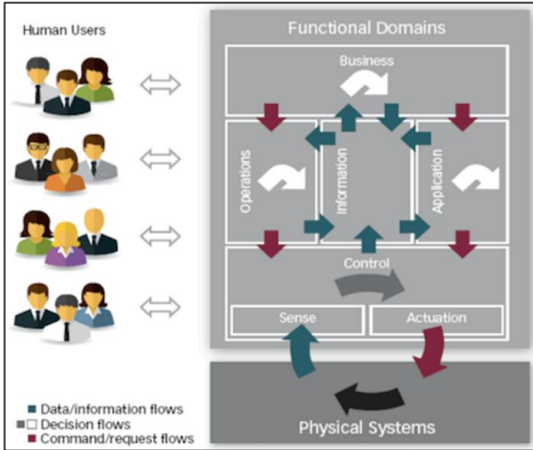 Human Users
Functional Domains
Business
Operations
Information
Application
Control
Sense
Actuation
Physical Systems
Data/information flows
Decision flows
Command/request flows